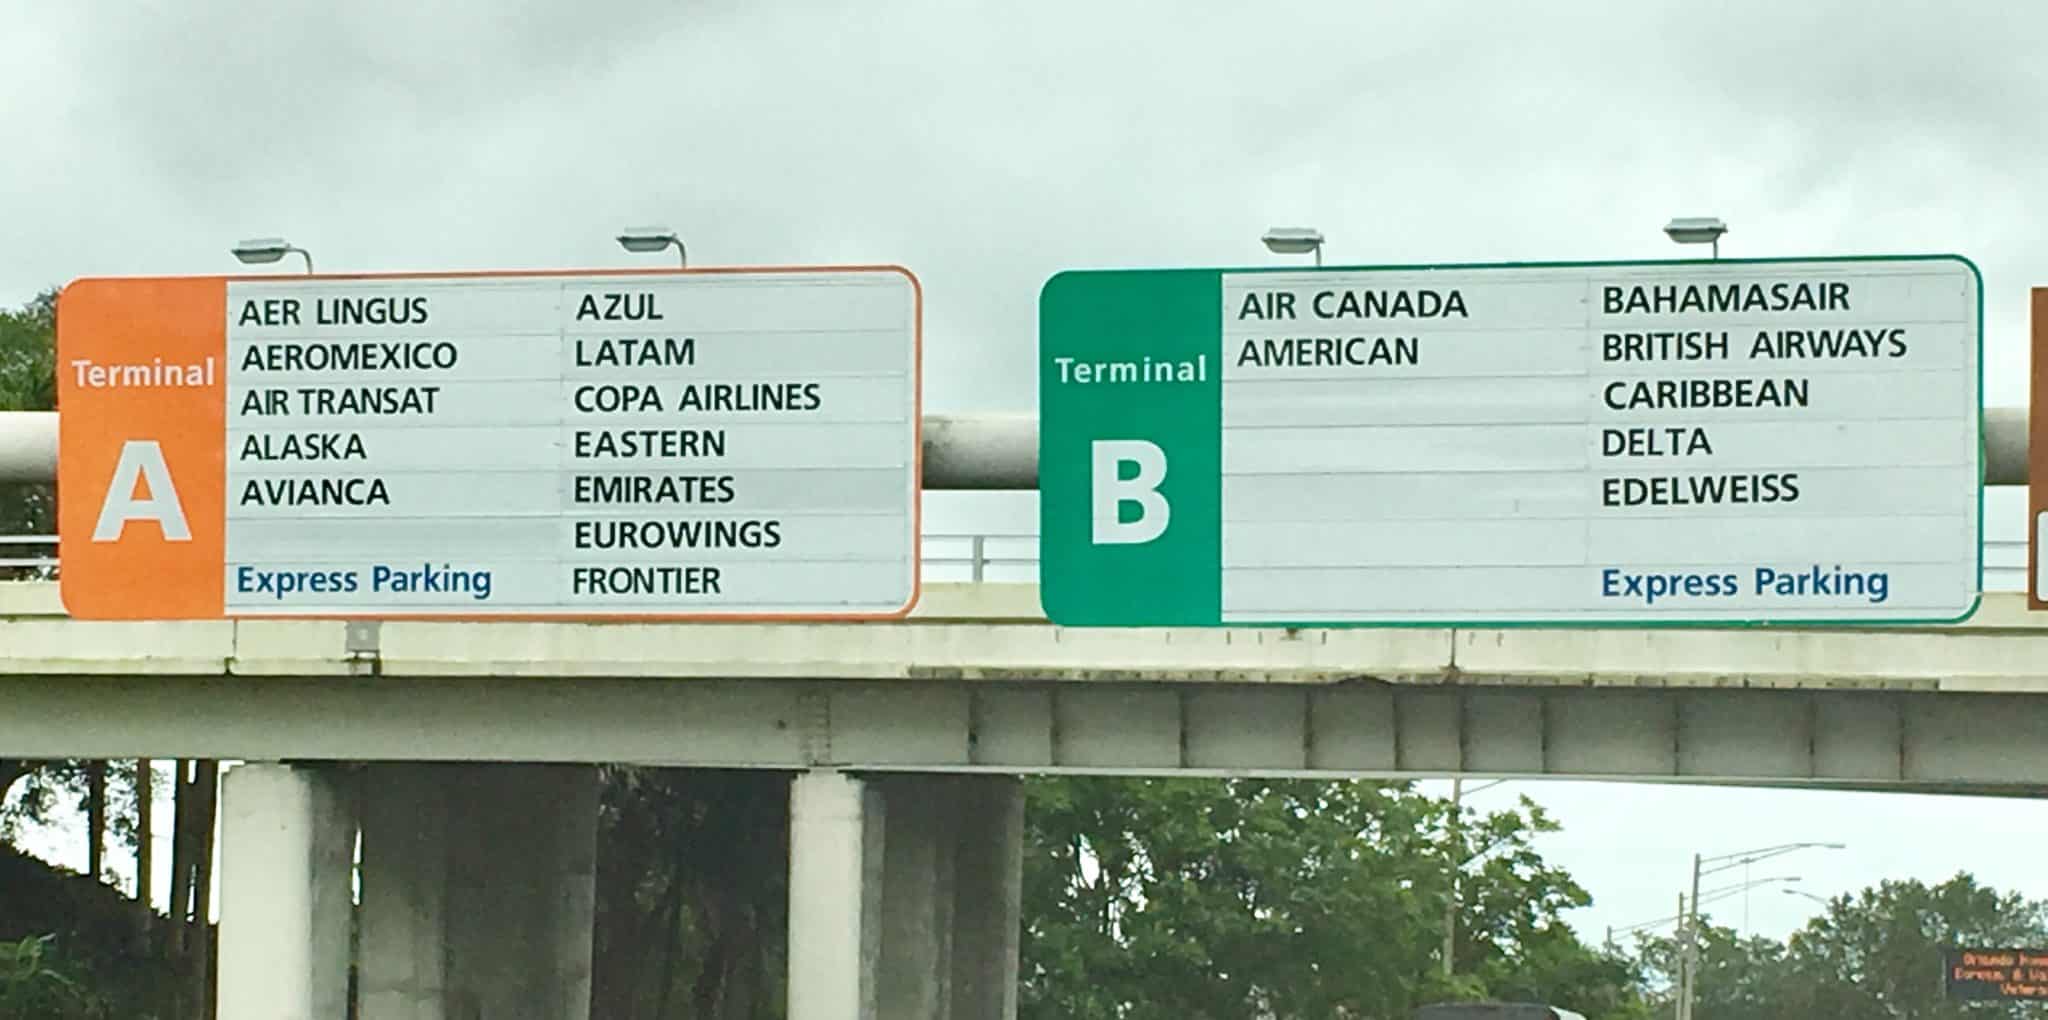 Terminal
A
AER LINGUS
AEROMEXICO
AIR TRANSAT
ALASKA
AVIANCA
Express Parking
AZUL
LATAM
COPA AIRLINES
EASTERN
EMIRATES
EUROWINGS
FRONTIER
Terminal
B
AIR CANADA
AMERICAN
BAHAMASAIR
BRITISH AIRWAYS
CARIBBEAN
DELTA
EDELWEISS
Express Parking
Orlando